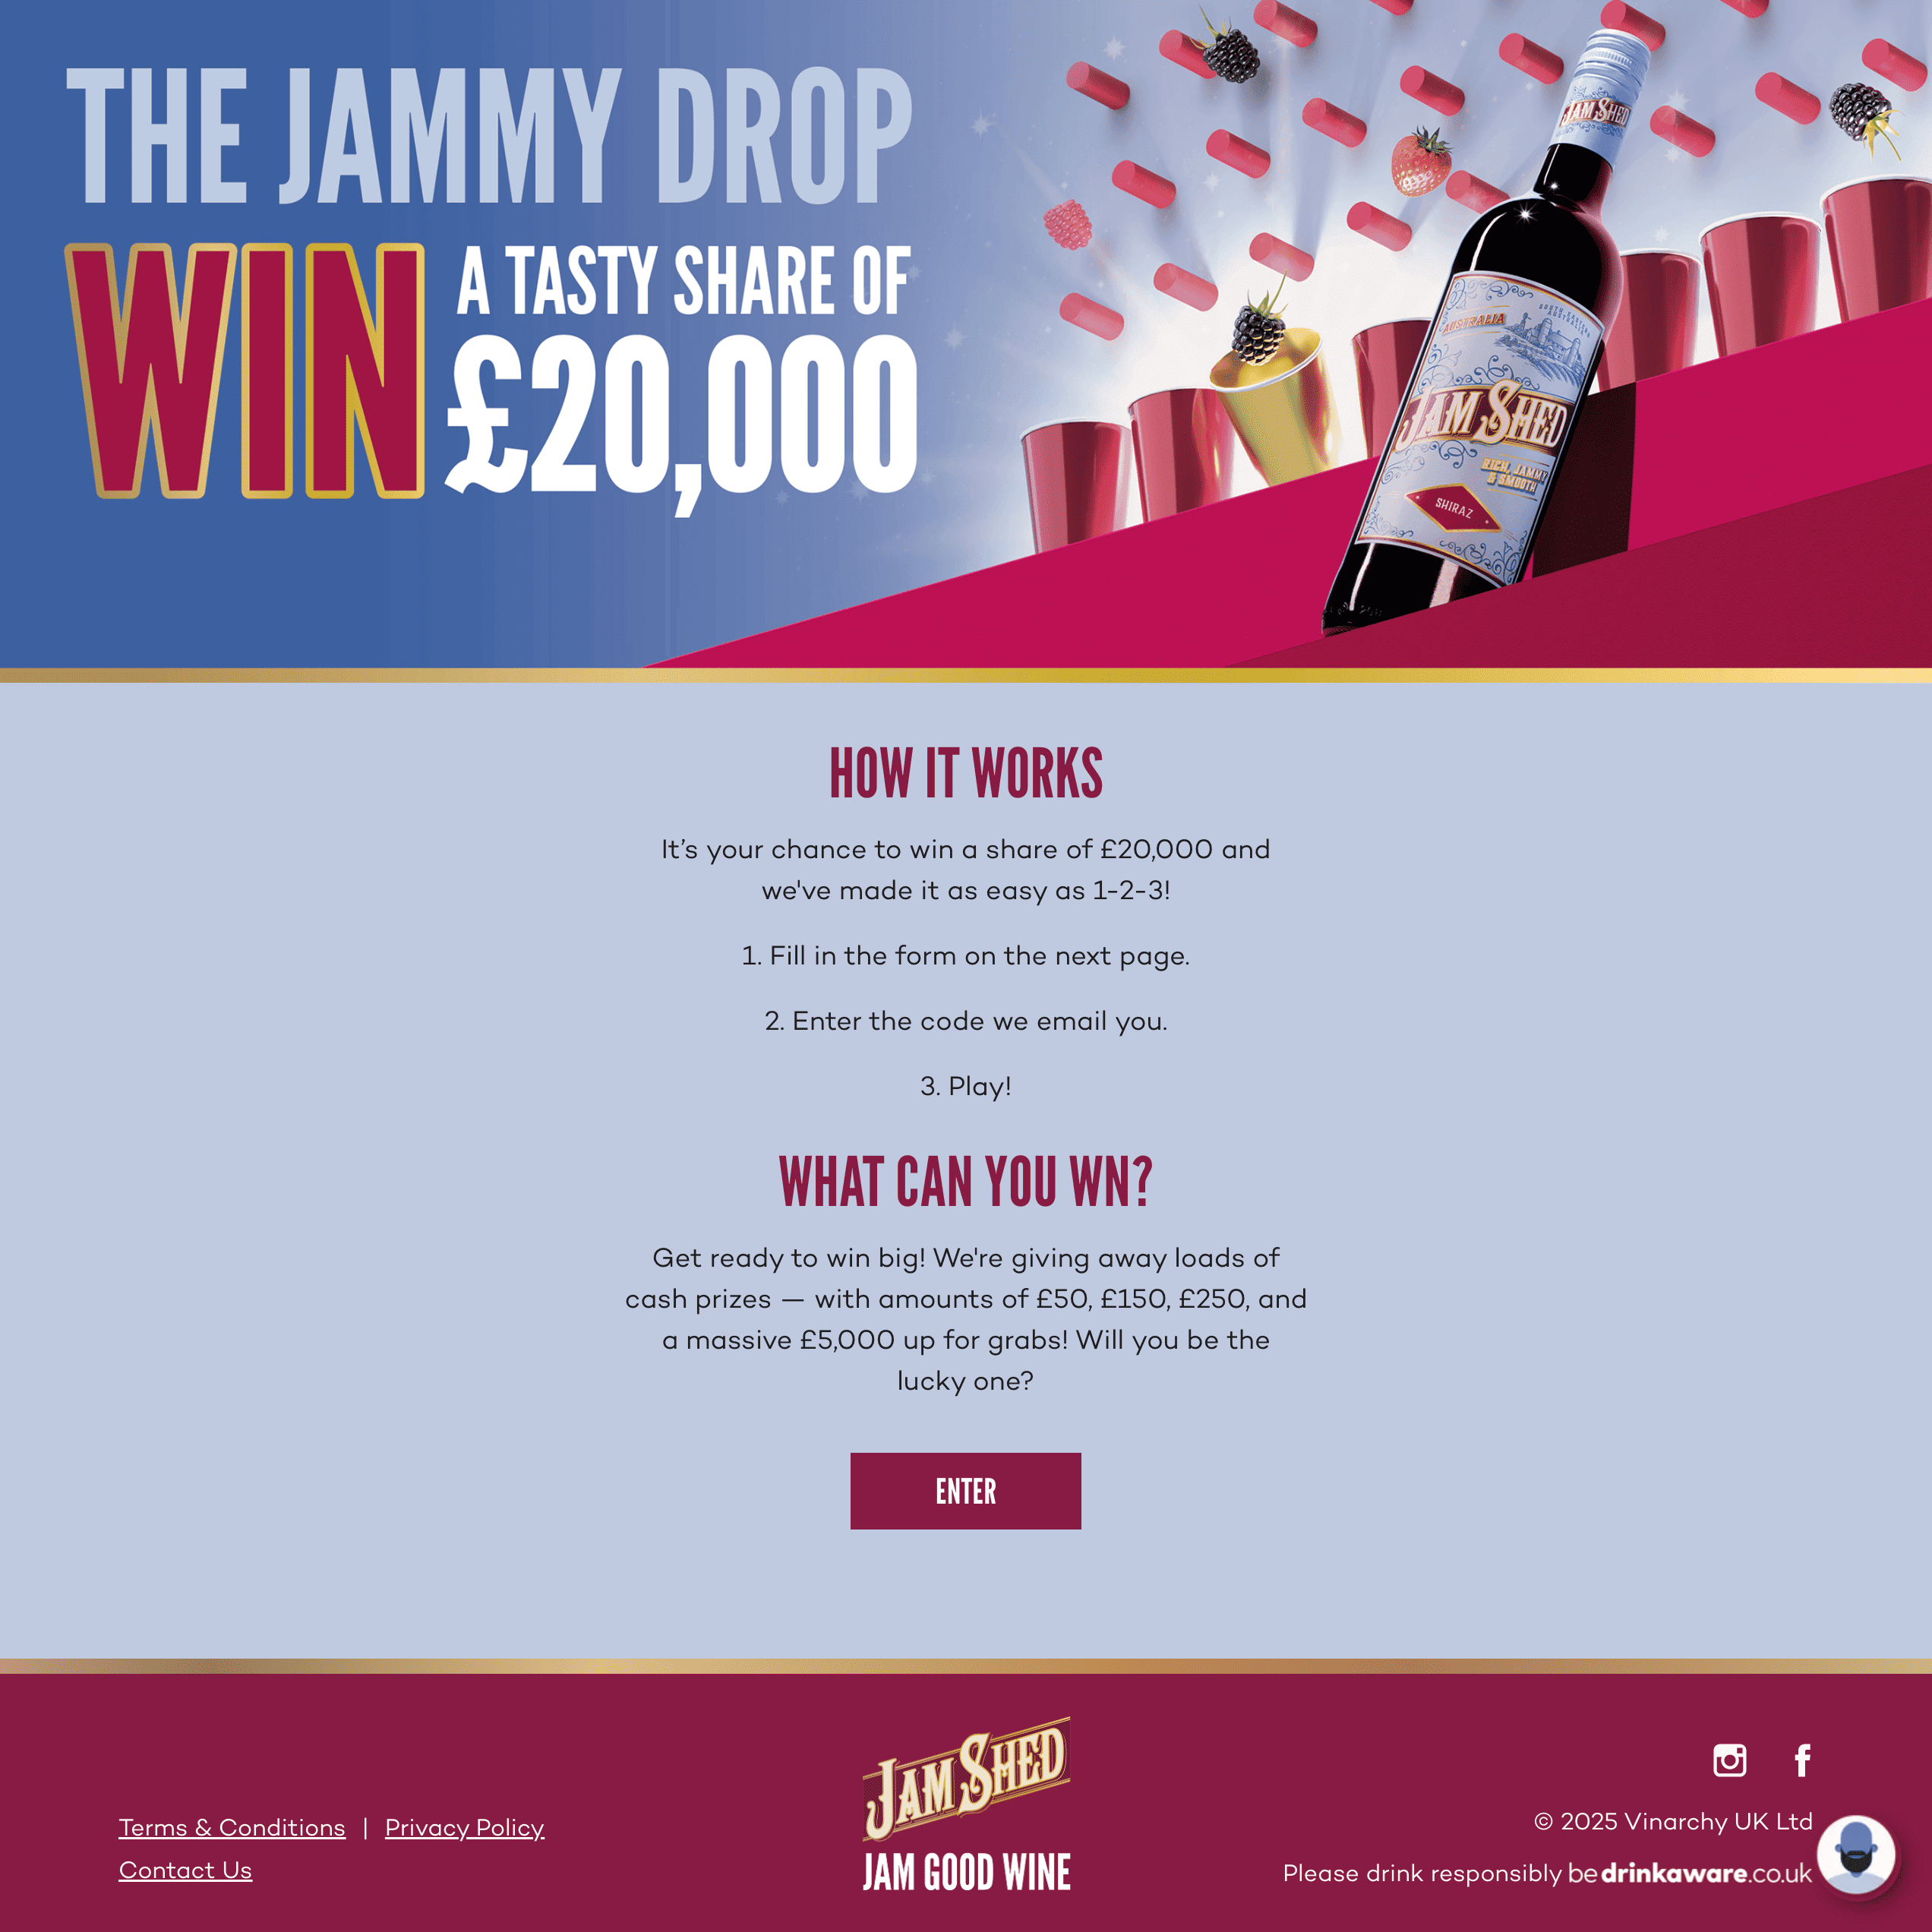 THE JAMMY DROP
WIN A TASTY SHARE OF
£20,000
JAM SHED
AUSTRALIA
JAM SHED
RICH, JAMMY
& SMOOTH
SHIRAZ
HOW IT WORKS
It’s your chance to win a share of £20,000 and
we've made it as easy as 1-2-3!
1. Fill in the form on the next page.
2. Enter the code we email you.
3. Play!
WHAT CAN YOU WN?
Get ready to win big! We're giving away loads of
cash prizes — with amounts of £50, £150, £250, and
a massive £5,000 up for grabs! Will you be the
lucky one?
ENTER
Terms & Conditions | Privacy Policy
Contact Us
JAM SHED
JAM GOOD WINE
© 2025 Vinarchy UK Ltd
Please drink responsibly be drinkaware.co.uk